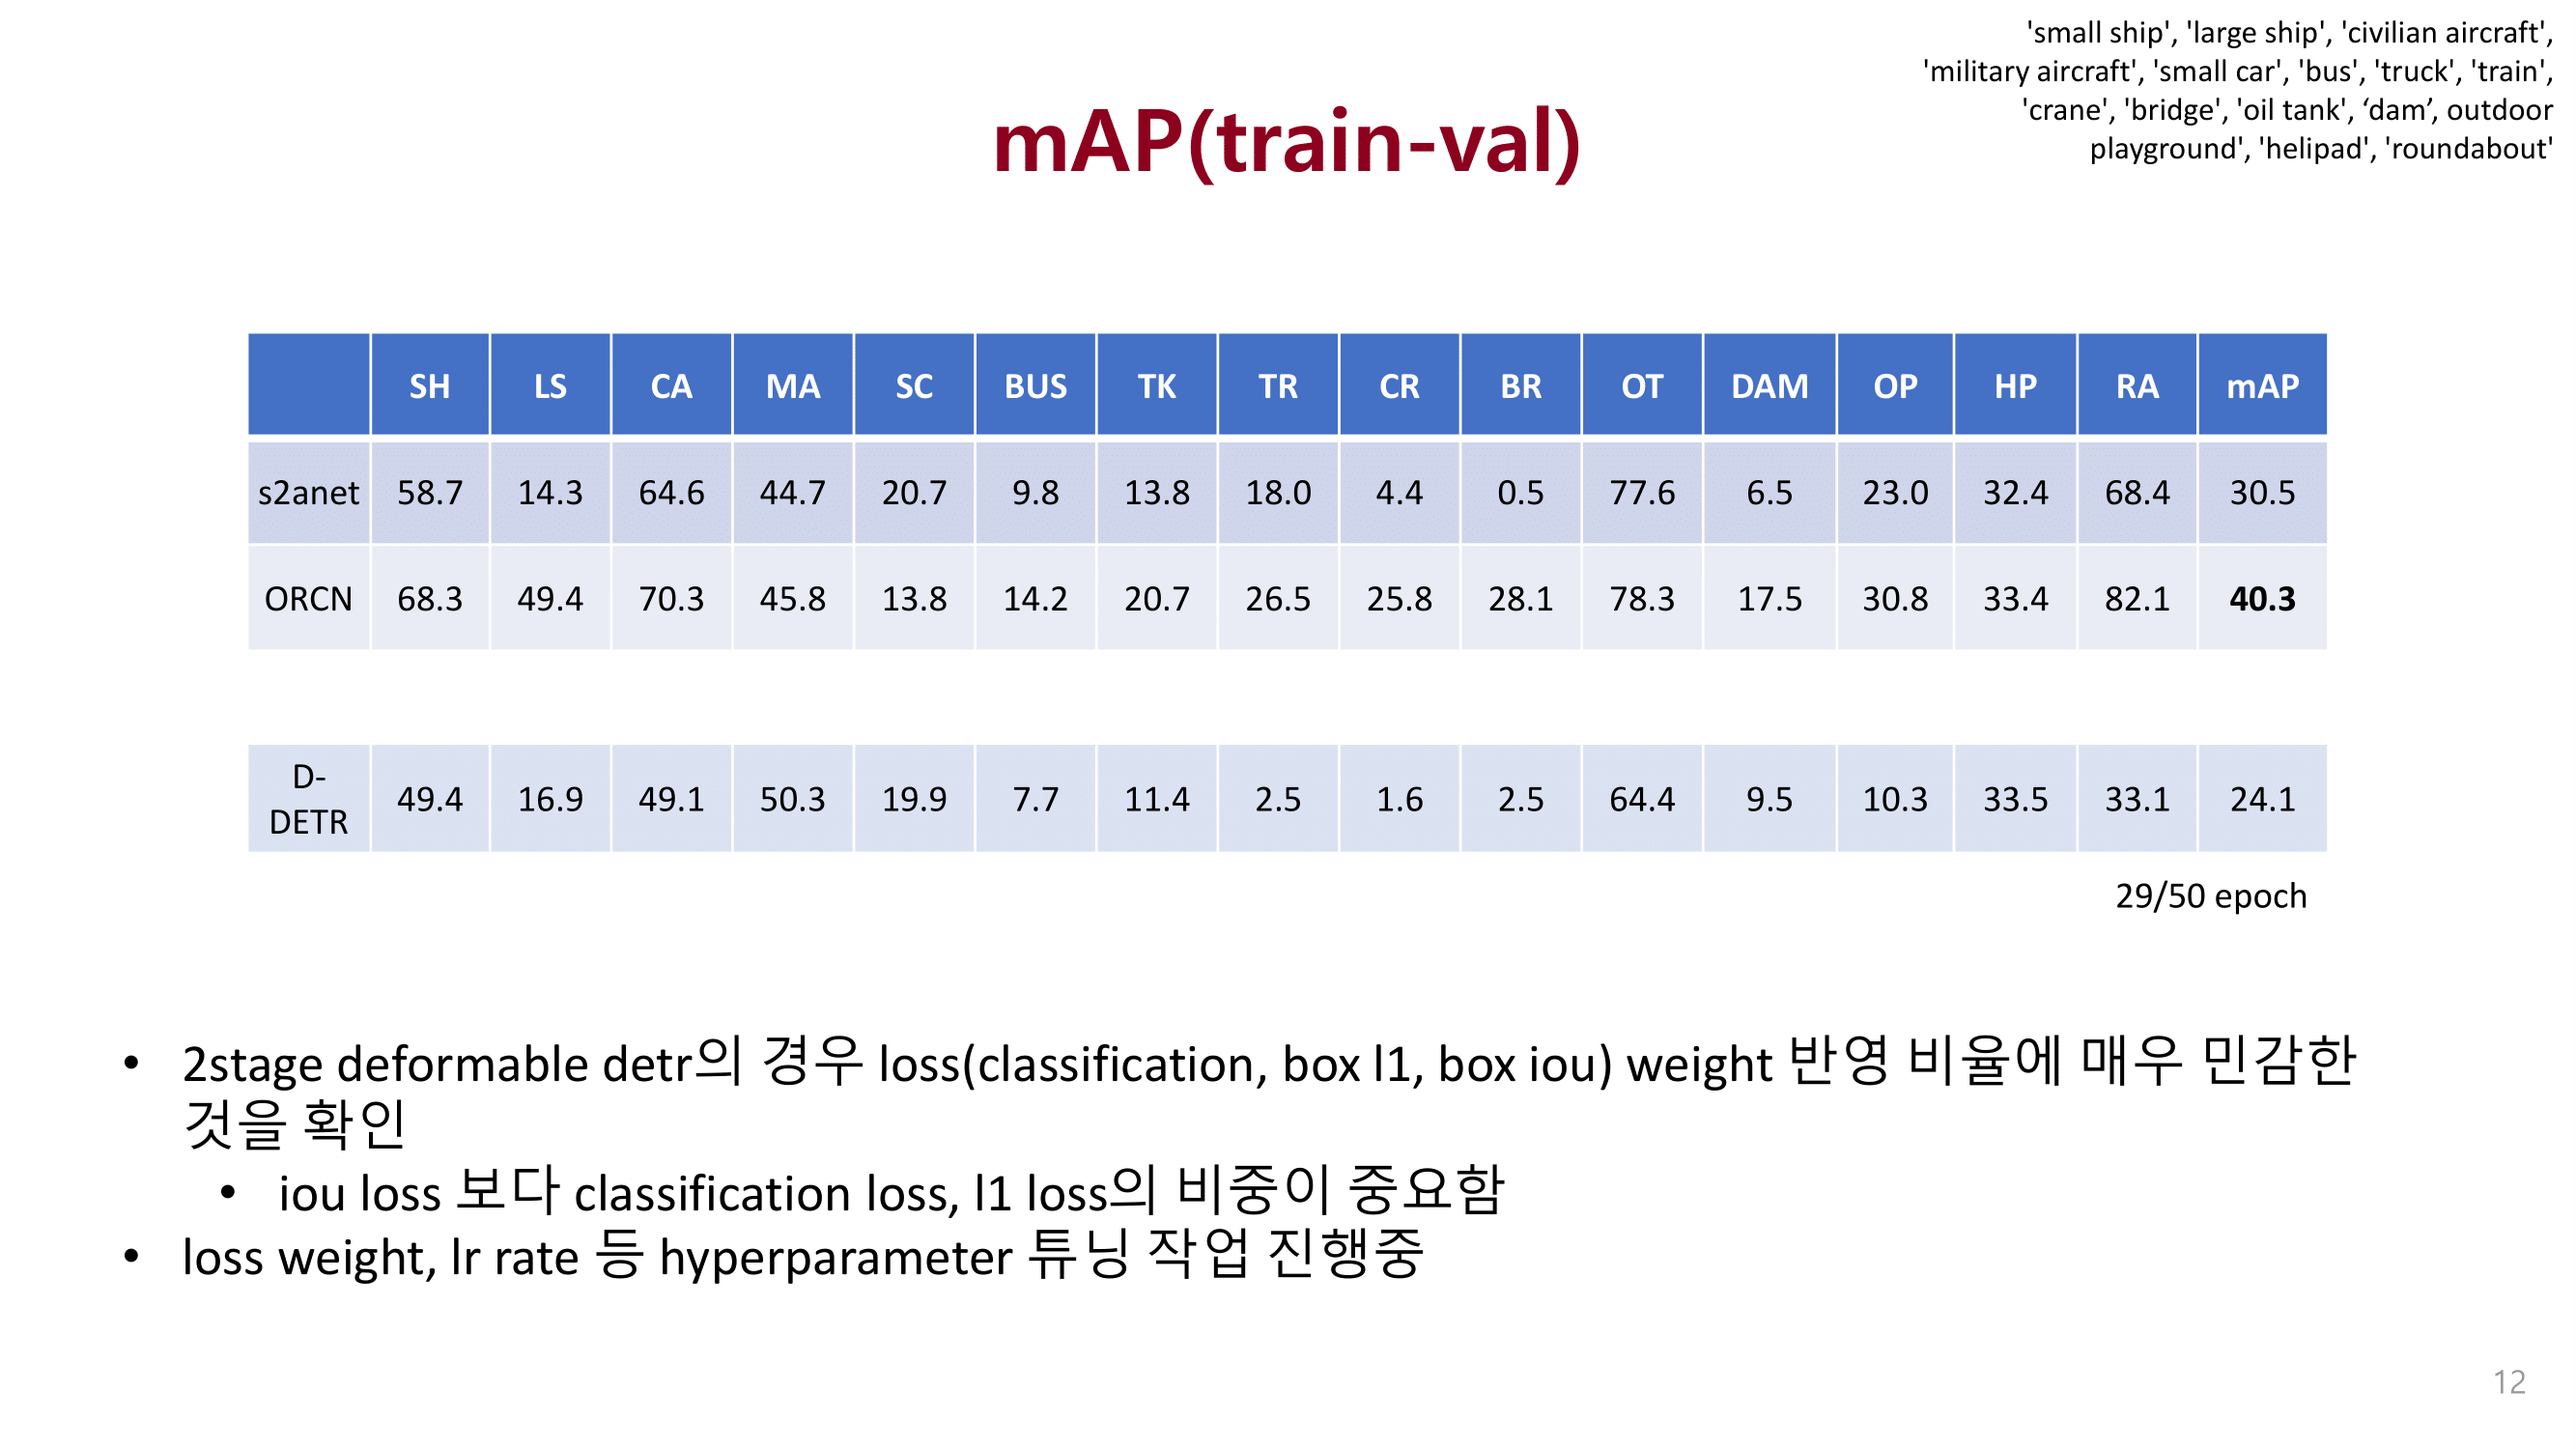 'small ship', 'large ship', 'civilian aircraft',
'military aircraft', 'small car', 'bus', 'truck', 'train',
'crane', 'bridge', 'oil tank', ‘dam’, outdoor
playground', 'helipad', 'roundabout'
mAP(train-val)
SH LS CA MA SC BUS TK TR CR BR OT DAM OP HP RA mAP
s2anet 58.7 14.3 64.6 44.7 20.7 9.8 13.8 18.0 4.4 0.5 77.6 6.5 23.0 32.4 68.4 30.5
ORCN 68.3 49.4 70.3 45.8 13.8 14.2 20.7 26.5 25.8 28.1 78.3 17.5 30.8 33.4 82.1 40.3
D-
DETR 49.4 16.9 49.1 50.3 19.9 7.7 11.4 2.5 1.6 2.5 64.4 9.5 10.3 33.5 33.1 24.1
29/50 epoch
• 2stage deformable detr의 경우 loss(classification, box l1, box iou) weight 반영 비율에 매우 민감한
것을 확인
• iou loss 보다 classification loss, l1 loss의 비중이 중요함
• loss weight, lr rate 등 hyperparameter 튜닝 작업 진행중
12